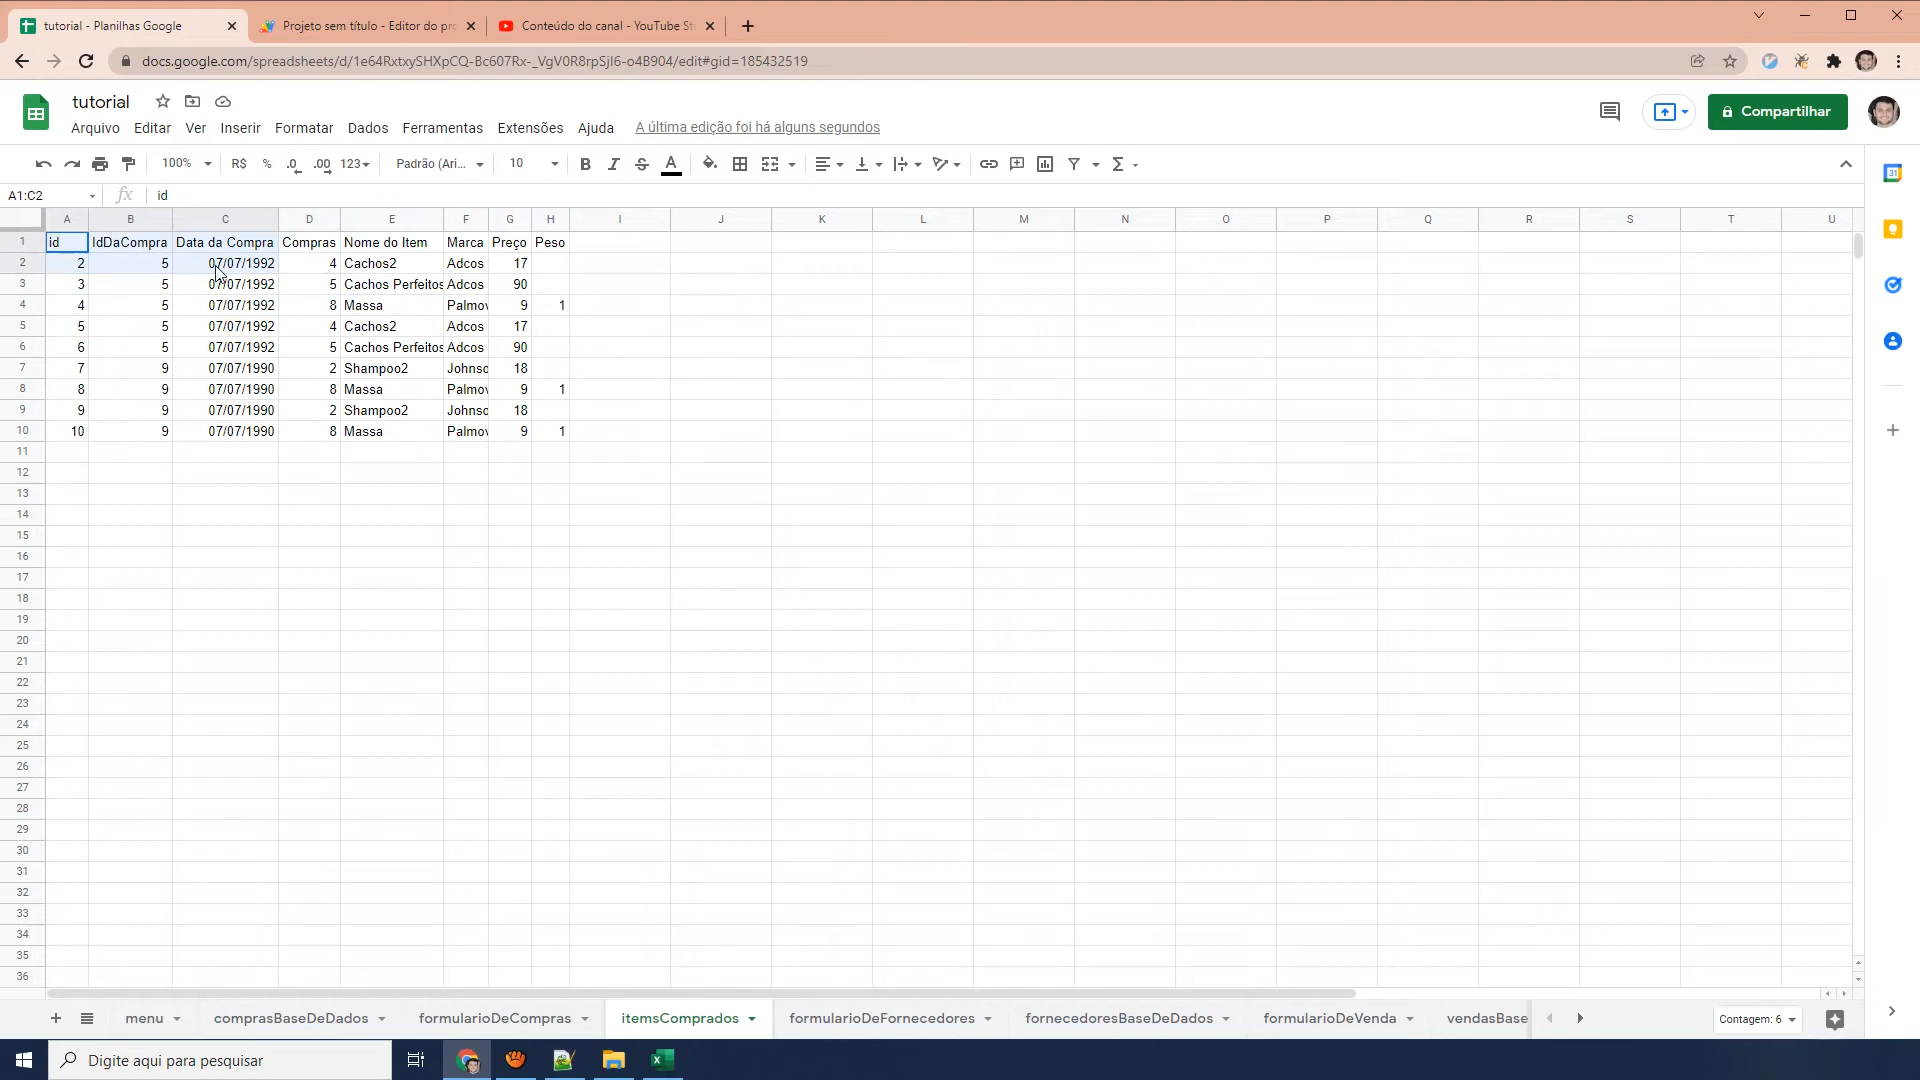 tutorial - Planilhas Google
Projeto sem título - Editor do pro
Conteúdo do canal - YouTube St
docs.google.com/spreadsheets/d/1e64RxtxySHXpCQ-Bc607Rx-_VgV0R8rpSjl6-o4B904/edit#gid=185432519
tutorial
Arquivo Editar Ver Inserir Formatar Dados Ferramentas Extensões Ajuda A última edição foi há alguns segundos
Compartilhar
100% R$ % .0 .00 123 Padrão (Ari... 10 B I S A Σ
A1:C2 fx id
A B C D E F G H I J K L M N O P Q R S T U
1 id IdDaCompra Data da Compra Compras Nome do Item Marca Preço Peso
2 2 5 07/07/1992 4 Cachos2 Adcos 17
3 3 5 07/07/1992 5 Cachos Perfeitos Adcos 90
4 4 5 07/07/1992 8 Massa Palmov 9 1
5 5 5 07/07/1992 4 Cachos2 Adcos 17
6 6 5 07/07/1992 5 Cachos Perfeitos Adcos 90
7 7 9 07/07/1990 2 Shampoo2 Johnso 18
8 8 9 07/07/1990 8 Massa Palmov 9 1
9 9 9 07/07/1990 2 Shampoo2 Johnso 18
10 10 9 07/07/1990 8 Massa Palmov 9 1
11
12
13
14
15
16
17
18
19
20
21
22
23
24
25
26
27
28
29
30
31
32
33
34
35
36
menu comprasBaseDeDados formularioDeCompras itemsComprados formularioDeFornecedores fornecedoresBaseDeDados formularioDeVenda vendasBase Contagem: 6
Digite aqui para pesquisar
31